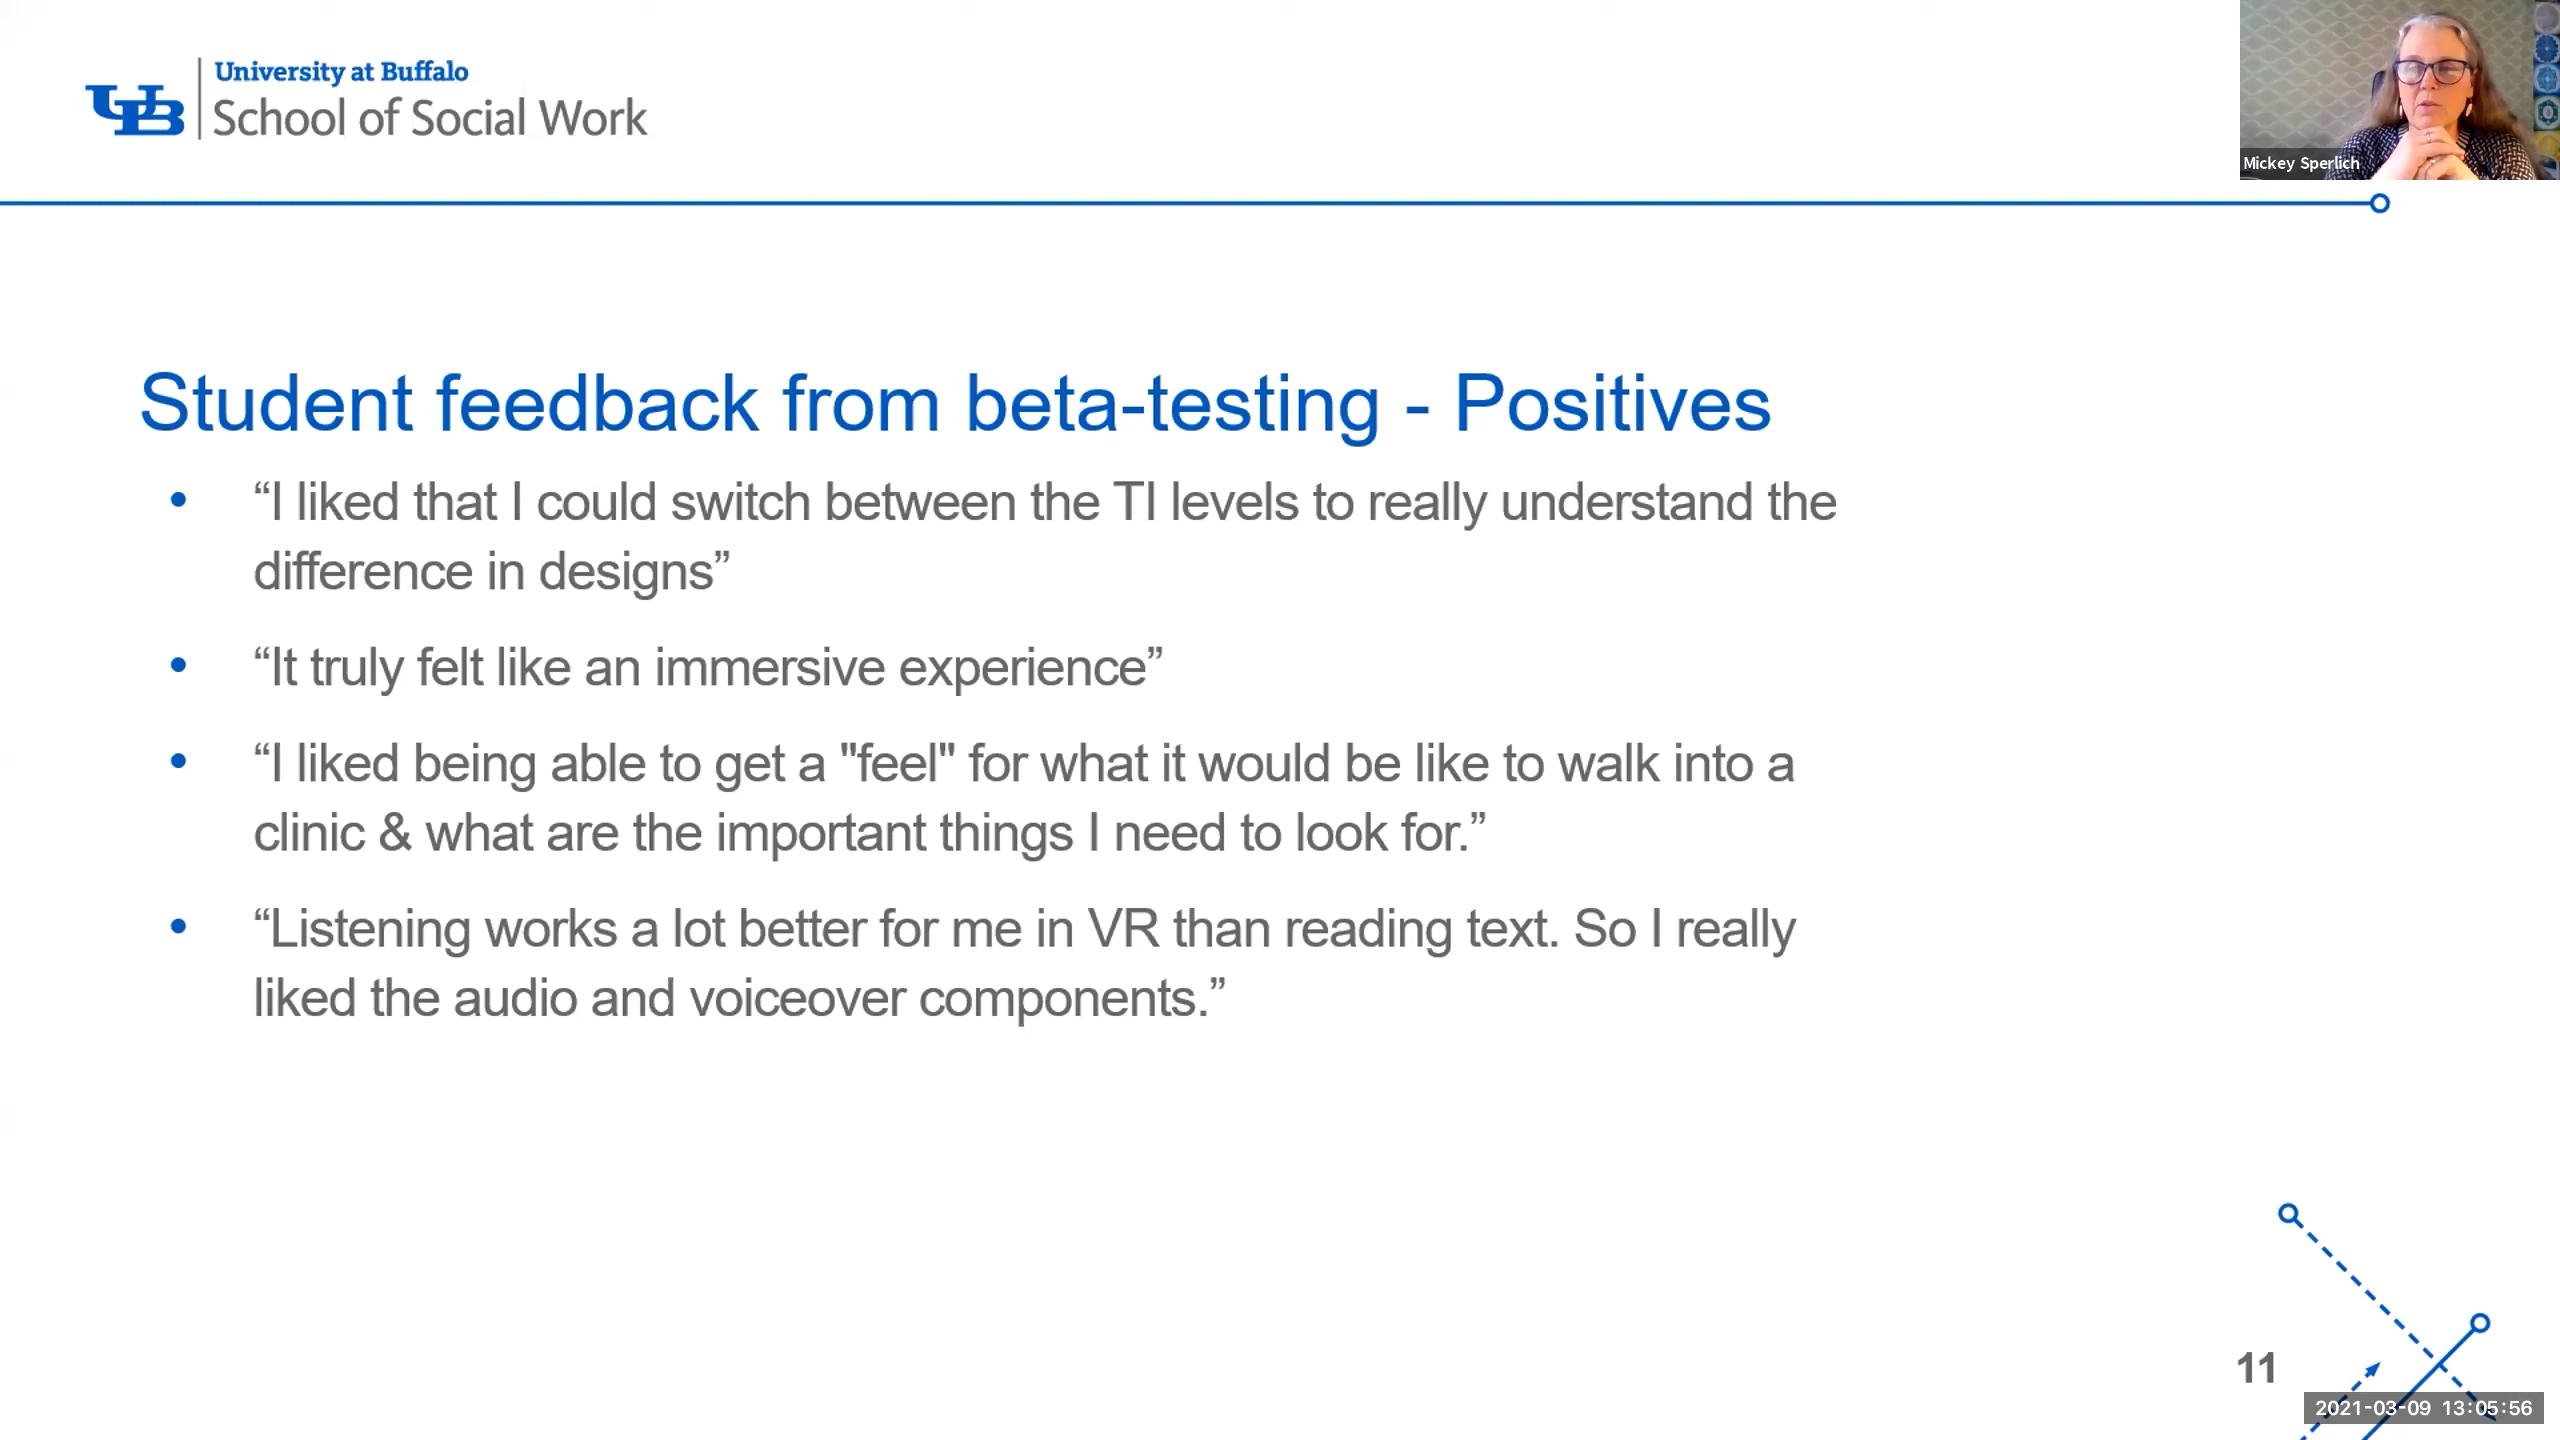 University at Buffalo
School of Social Work
Mickey Sperlich
Student feedback from beta-testing - Positives
• “I liked that I could switch between the TI levels to really understand the
difference in designs”
• “It truly felt like an immersive experience”
• “I liked being able to get a "feel" for what it would be like to walk into a
clinic & what are the important things I need to look for.”
• “Listening works a lot better for me in VR than reading text. So I really
liked the audio and voiceover components.”
11
2021-03-09 13:05:56